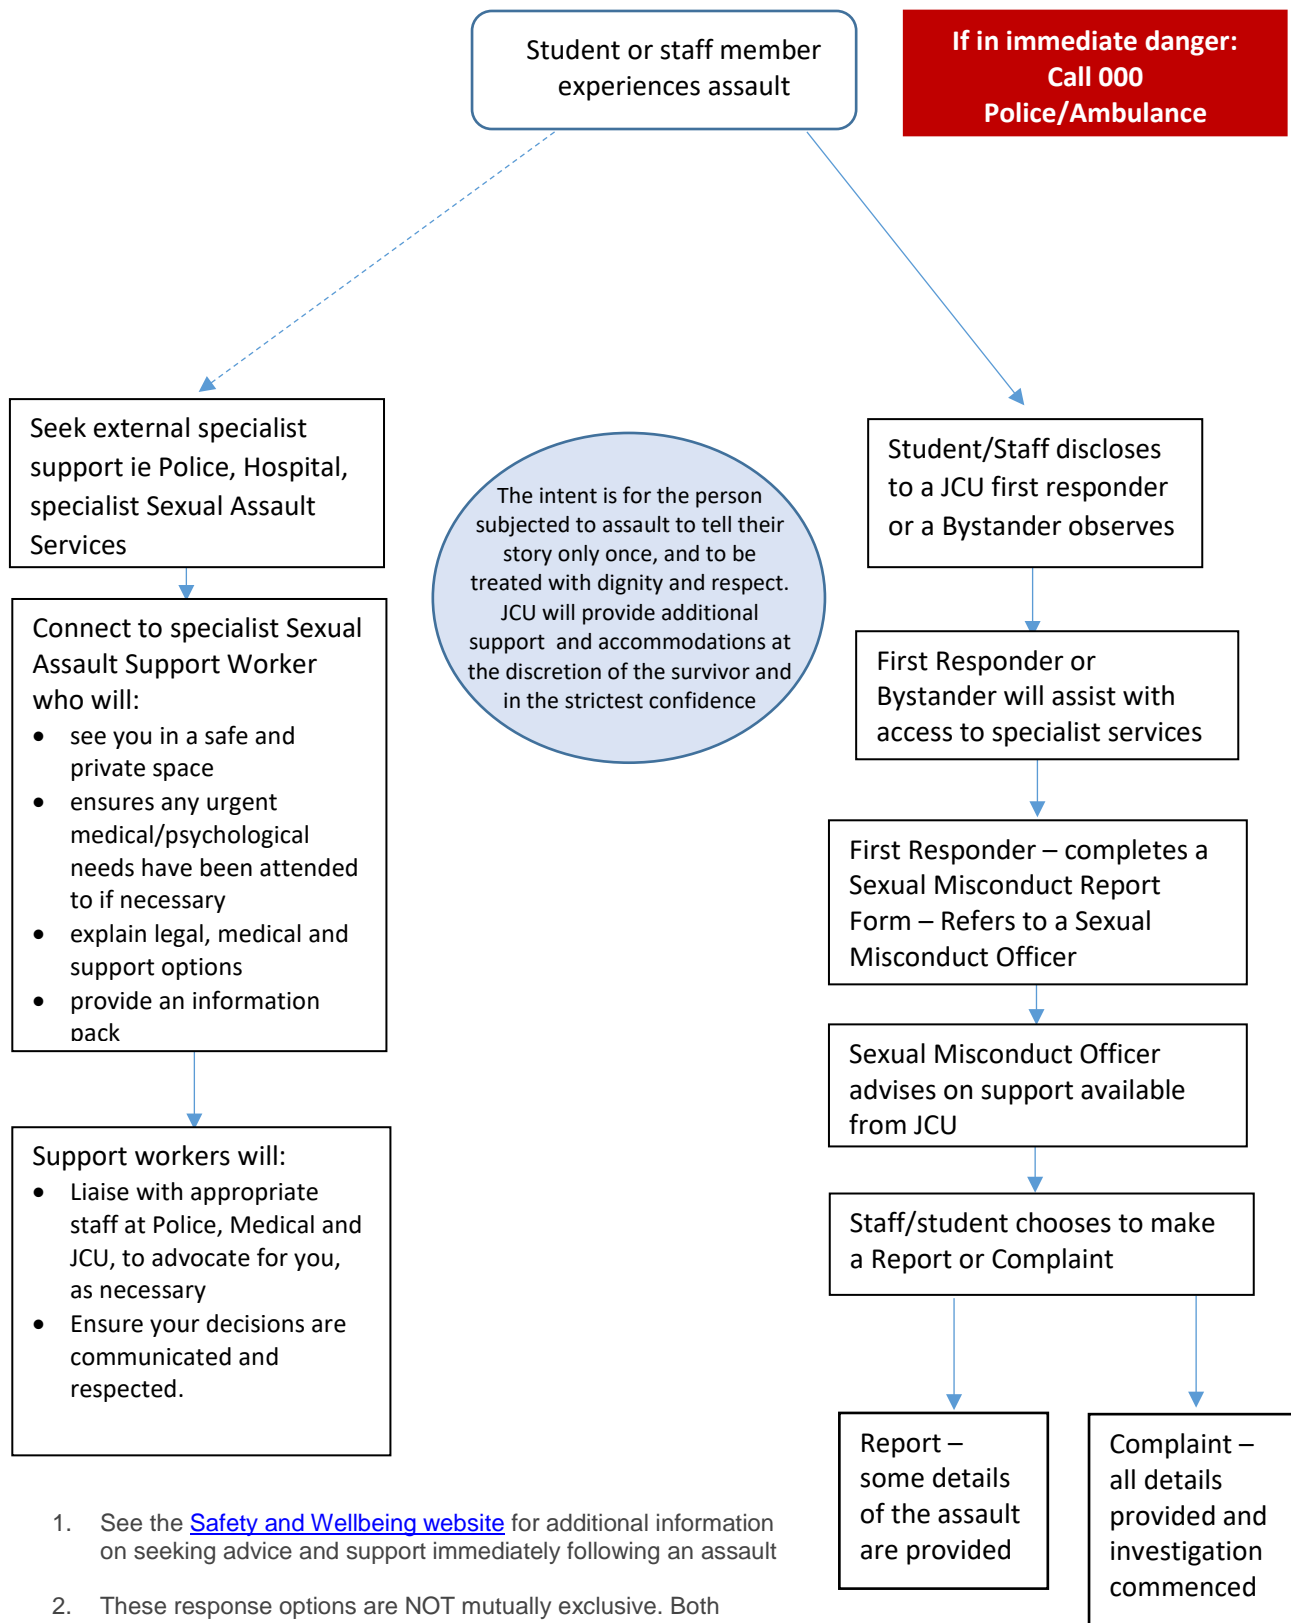 Student or staff member
experiences assault
If in immediate danger:
Call 000
Police/Ambulance
Seek external specialist
support ie Police, Hospital,
specialist Sexual Assault
Services
Connect to specialist Sexual
Assault Support Worker
who will:
• see you in a safe and
private space
• ensures any urgent
medical/psychological
needs have been attended
to if necessary
• explain legal, medical and
support options
• provide an information
pack
Support workers will:
• Liaise with appropriate
staff at Police, Medical and
JCU, to advocate for you,
as necessary
• Ensure your decisions are
communicated and
respected.
The intent is for the person
subjected to assault to tell their
story only once, and to be
treated with dignity and respect.
JCU will provide additional
support and accommodations at
the discretion of the survivor and
in the strictest confidence
Student/Staff discloses
to a JCU first responder
or a Bystander observes
First Responder or
Bystander will assist with
access to specialist services
First Responder – completes a
Sexual Misconduct Report
Form – Refers to a Sexual
Misconduct Officer
Sexual Misconduct Officer
advises on support available
from JCU
Staff/student chooses to make
a Report or Complaint
Report –
some details
of the assault
are provided
Complaint –
all details
provided and
investigation
commenced
1. See the Safety and Wellbeing website for additional information
on seeking advice and support immediately following an assault
2. These response options are NOT mutually exclusive. Both